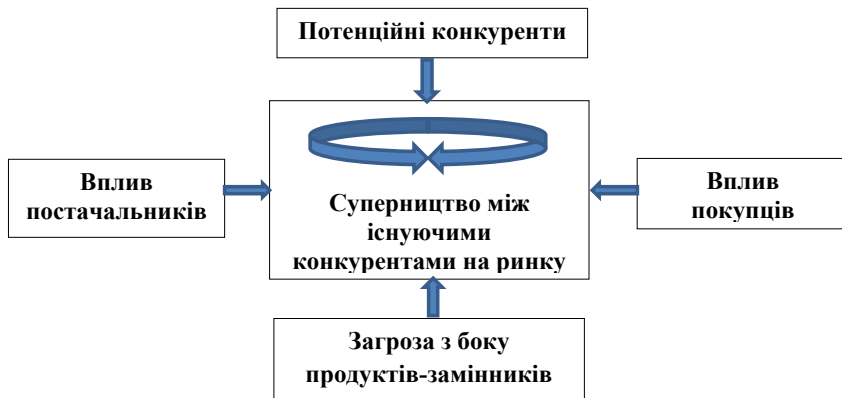 Потенційні конкуренти
Вплив
постачальників
Суперництво між
існуючими
конкурентами на ринку
Вплив
покупців
Загроза з боку
продуктів-замінників